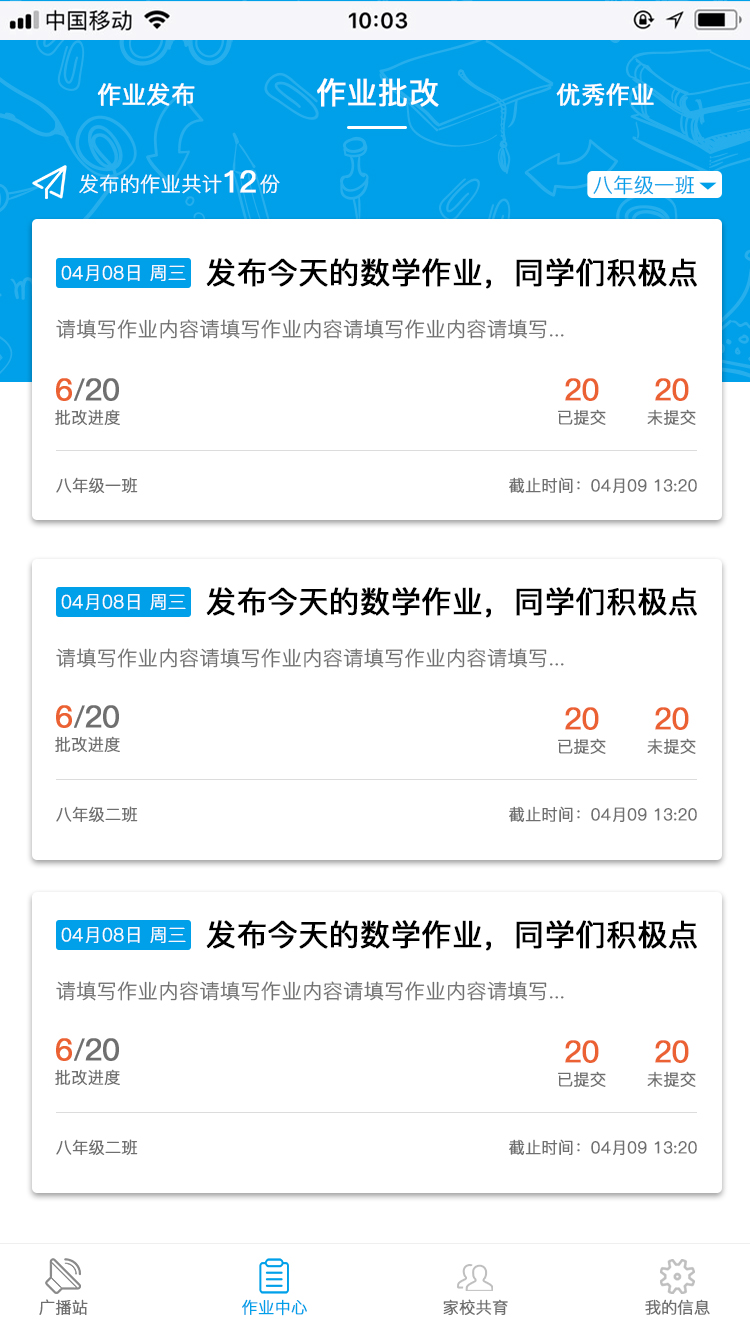 中国移动 10:03
作业发布 作业批改 优秀作业
发布的作业共计12份 八年级一班
04月08日 周三 发布今天的数学作业，同学们积极点
请填写作业内容请填写作业内容请填写作业内容请填写...
6/20 20 20
批改进度 已提交 未提交
八年级一班 截止时间：04月09 13:20
04月08日 周三 发布今天的数学作业，同学们积极点
请填写作业内容请填写作业内容请填写作业内容请填写...
6/20 20 20
批改进度 已提交 未提交
八年级二班 截止时间：04月09 13:20
04月08日 周三 发布今天的数学作业，同学们积极点
请填写作业内容请填写作业内容请填写作业内容请填写...
6/20 20 20
批改进度 已提交 未提交
八年级二班 截止时间：04月09 13:20
广播站 作业中心 家校共育 我的信息